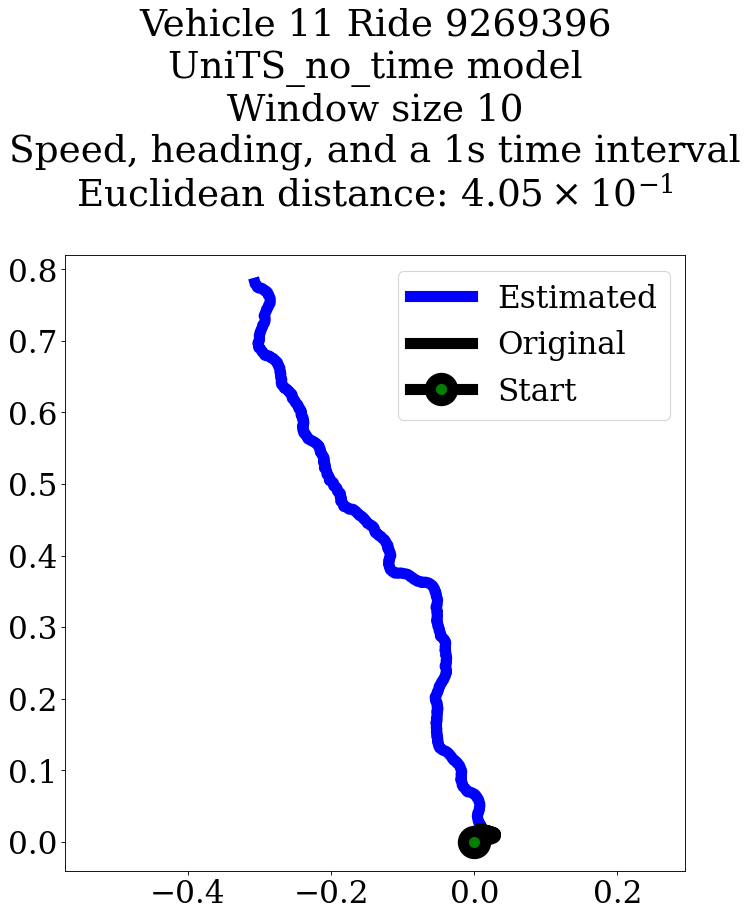 Vehicle 11 Ride 9269396
UniTS_no_time model
Window size 10
Speed, heading, and a 1s time interval
Euclidean distance: 4.05 × 10⁻¹
Estimated
Original
Start
0.8
0.7
0.6
0.5
0.4
0.3
0.2
0.1
0.0
−0.4
−0.2
0.0
0.2